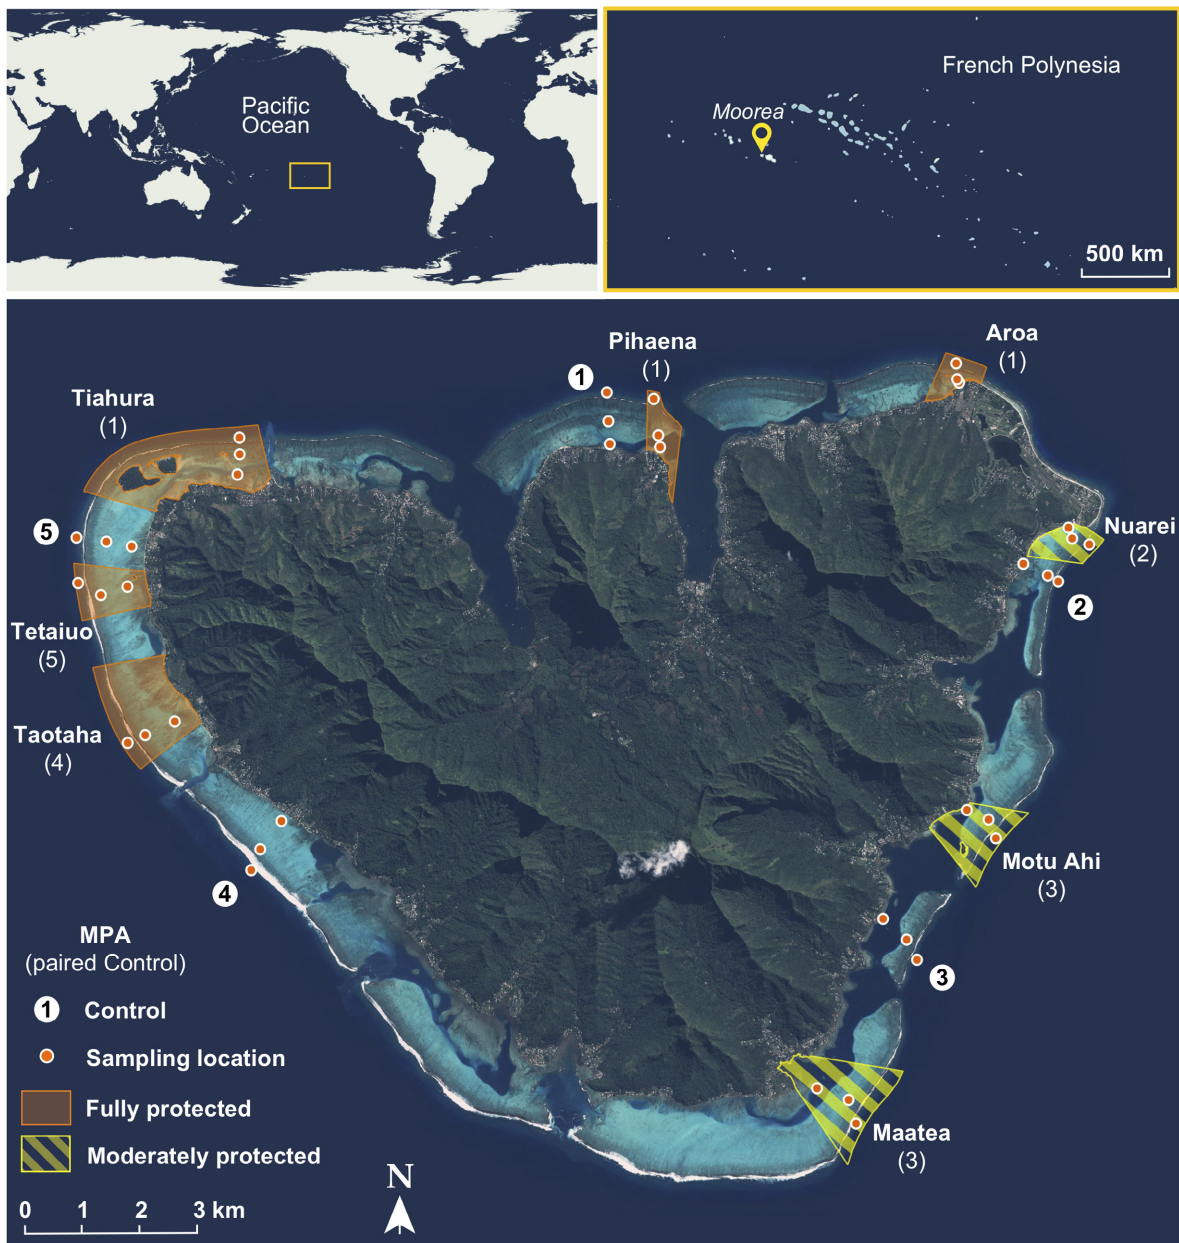 Pacific
Ocean
French Polynesia
Moorea
500 km
Pihaena
(1)
Aroa
(1)
1
Tiahura
(1)
5
Nuarei
(2)
2
Tetaiuo
(5)
Taotaha
(4)
4
Motu Ahi
(3)
3
Maatea
(3)
MPA
(paired Control)
1 Control
Sampling location
Fully protected
Moderately protected
N
0 1 2 3 km